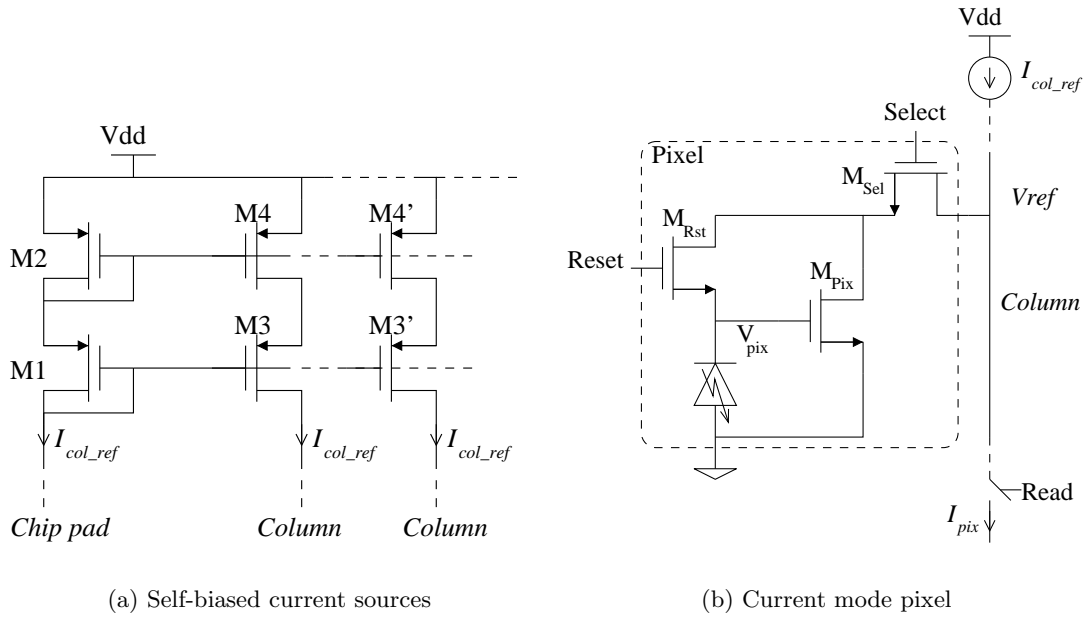 Vdd
M2
M4
M4’
M1
M3
M3’
I_col_ref
I_col_ref
I_col_ref
Chip pad
Column
Column
(a) Self-biased current sources
Vdd
I_col_ref
Select
Pixel
M_Sel
Vref
M_Rst
Reset
M_Pix
Column
V_pix
Read
I_pix
(b) Current mode pixel